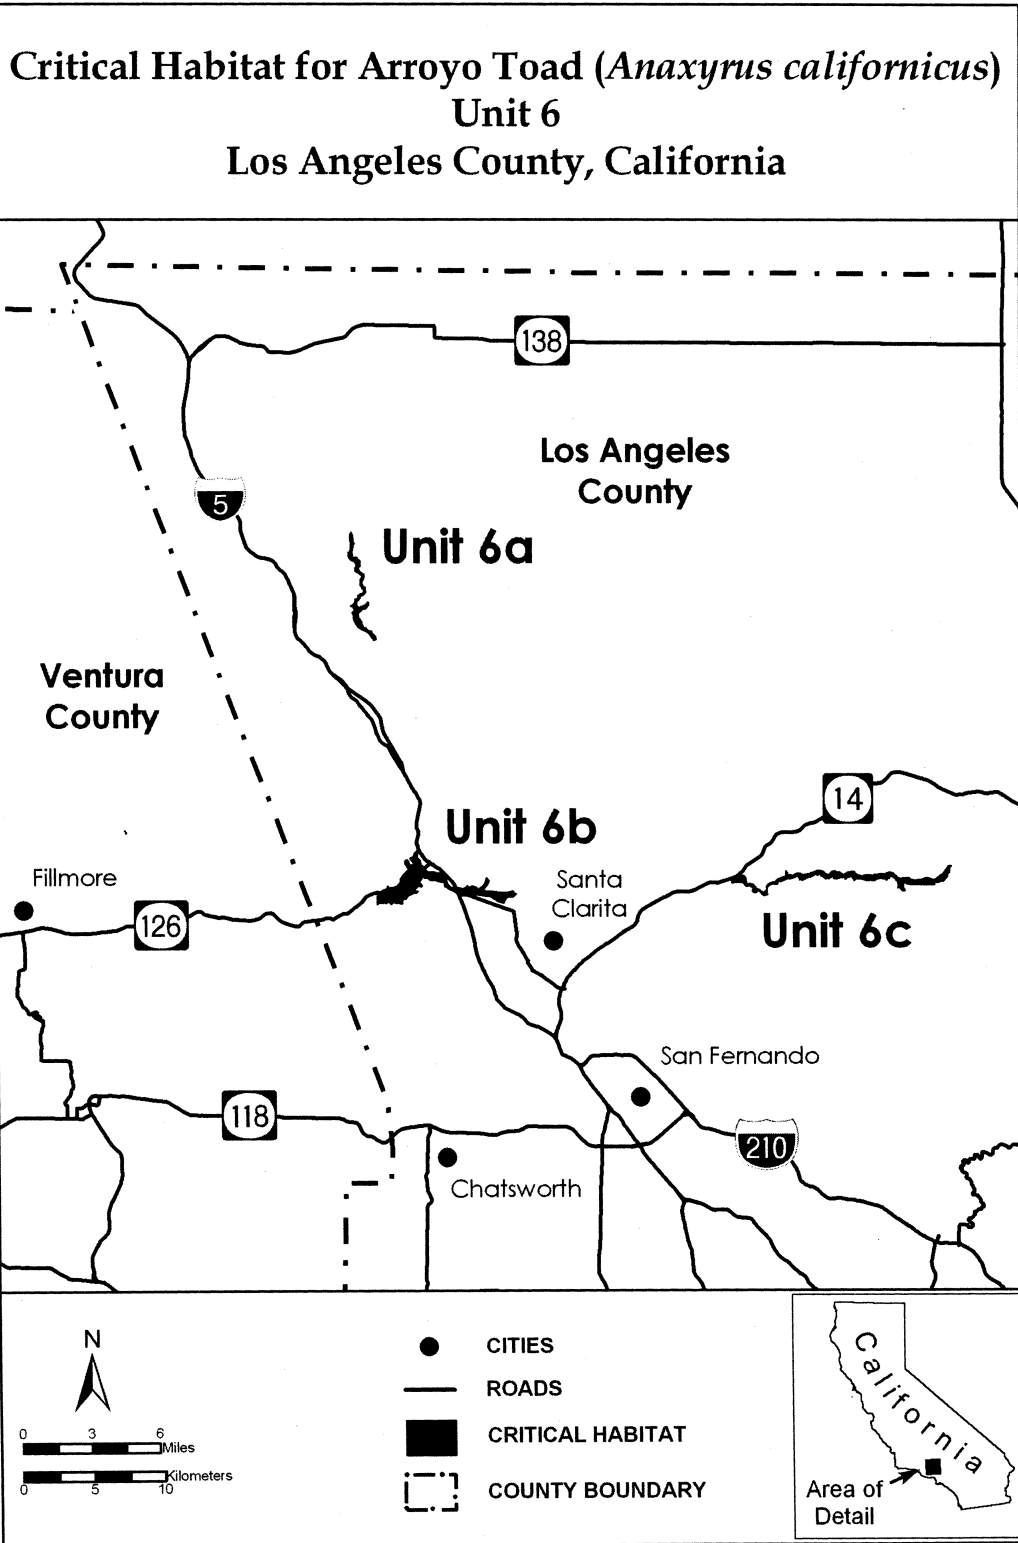 Critical Habitat for Arroyo Toad (Anaxyrus californicus)
Unit 6
Los Angeles County, California
138
Los Angeles
County
5
Unit 6a
Ventura
County
14
Unit 6b
Fillmore
Santa
Clarita
126
Unit 6c
San Fernando
118
210
Chatsworth
N
0 3 6
Miles
Kilometers
0 5 10
CITIES
ROADS
CRITICAL HABITAT
COUNTY BOUNDARY
California
Area of
Detail